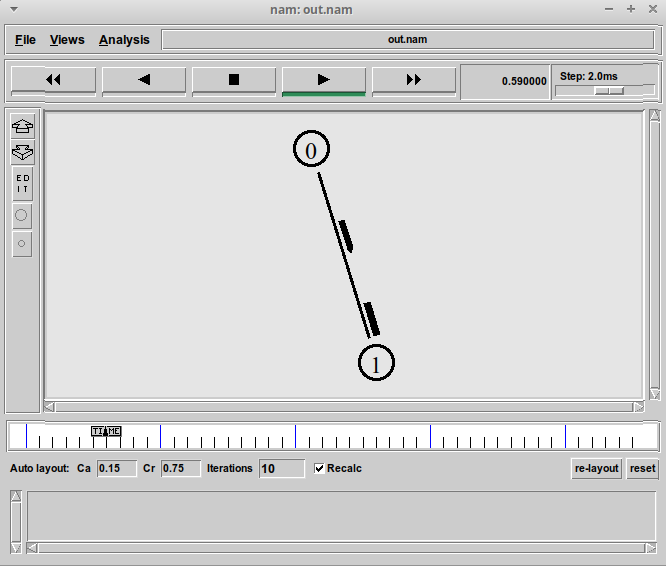 nam: out.nam
File Views Analysis out.nam
0.590000 Step: 2.0ms
E D
I T
0
1
TIME
Auto layout: Ca 0.15 Cr 0.75 Iterations 10 Recalc re-layout reset